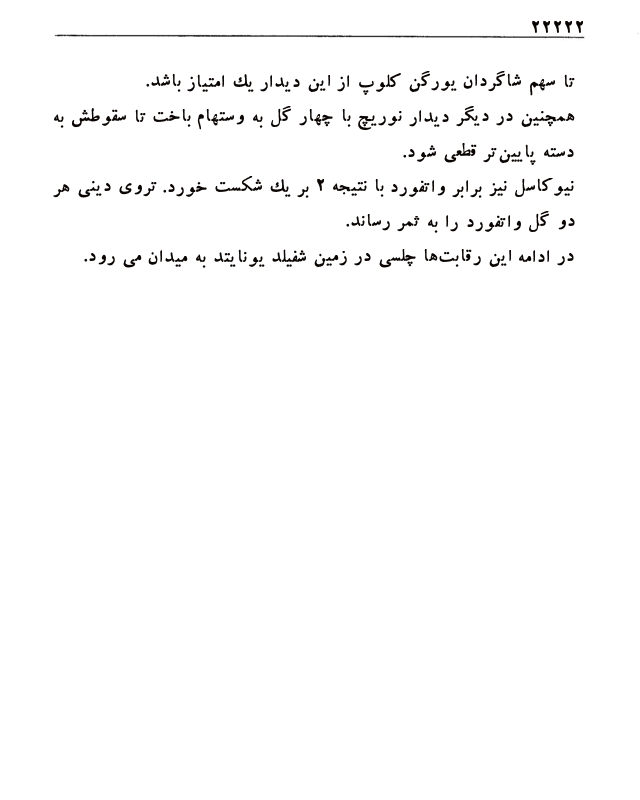 ۲۲۲۲۲
تا سهم شاگردان یورگن کلوپ از این دیدار یك امتیاز باشد.
همچنین در دیگر دیدار نوریچ با چهار گل به وستهام باخت تا سقوطش به
دسته پایین‌تر قطعی شود.
نیوکاسل نیز برابر واتفورد با نتیجه ۲ بر یك شکست خورد. تروی دینی هر
دو گل واتفورد را به ثمر رساند.
در ادامه این رقابت‌ها چلسی در زمین شفیلد یونایتد به میدان می رود.